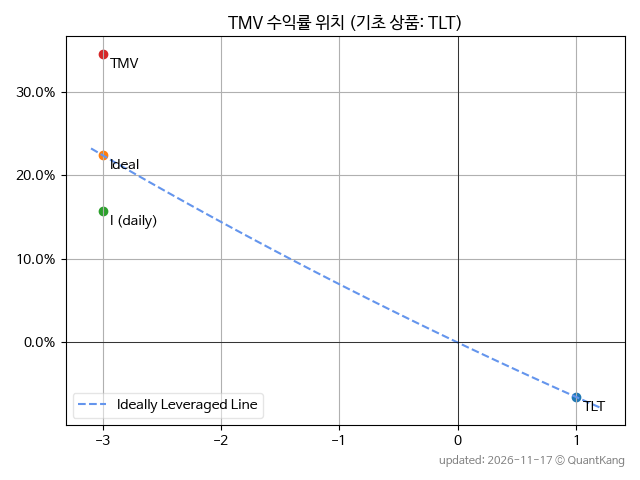 TMV 수익률 위치 (기초 상품: TLT)
30.0%
20.0%
10.0%
0.0%
TMV
Ideal
I (daily)
TLT
Ideally Leveraged Line
−3
−2
−1
0
1
updated: 2026-11-17 © QuantKang